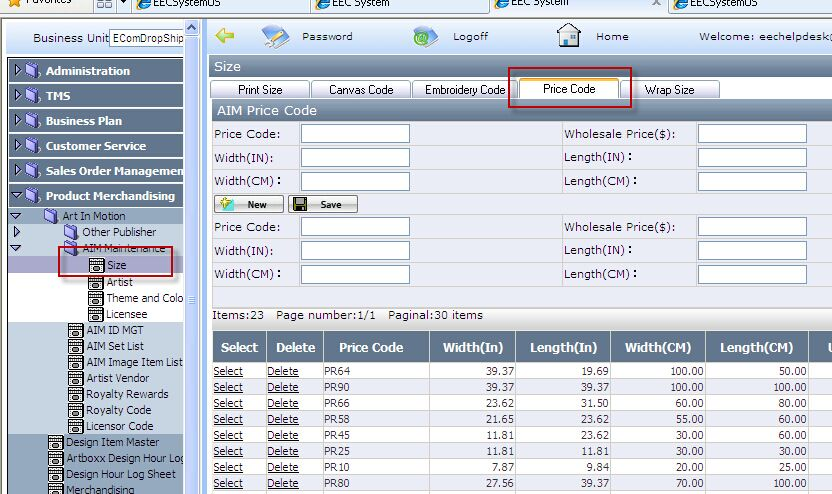 Favorites EECSystemUS EEC System EEC System x EECSystemUS
Business Unit EComDropShip Password Logoff Home Welcome: eechelpdesk
Administration
TMS
Business Plan
Customer Service
Sales Order Managemen
Product Merchandising
Art In Motion
Other Publisher
AIM Maintenance
Size
Artist
Theme and Colo
Licensee
AIM ID MGT
AIM Set List
AIM Image Item List
Artist Vendor
Royalty Rewards
Royalty Code
Licensor Code
Design Item Master
Artboxx Design Hour Log
Design Hour Log Sheet
Merchandising
Size
Print Size Canvas Code Embroidery Code Price Code Wrap Size
AIM Price Code
Price Code: Wholesale Price($):
Width(IN): Length(IN):
Width(CM): Length(CM):
New Save
Price Code: Wholesale Price($):
Width(IN): Length(IN):
Width(CM): Length(CM):
Items:23 Page number:1/1 Paginal:30 items
Select Delete Price Code Width(In) Length(In) Width(CM) Length(CM)
Select Delete PR64 39.37 19.69 100.00 50.00
Select Delete PR90 39.37 39.37 100.00 100.00
Select Delete PR66 23.62 31.50 60.00 80.00
Select Delete PR58 21.65 23.62 55.00 60.00
Select Delete PR45 11.81 23.62 30.00 60.00
Select Delete PR25 11.81 11.81 30.00 30.00
Select Delete PR10 7.87 9.84 20.00 25.00
Select Delete PR80 27.56 39.37 70.00 100.00